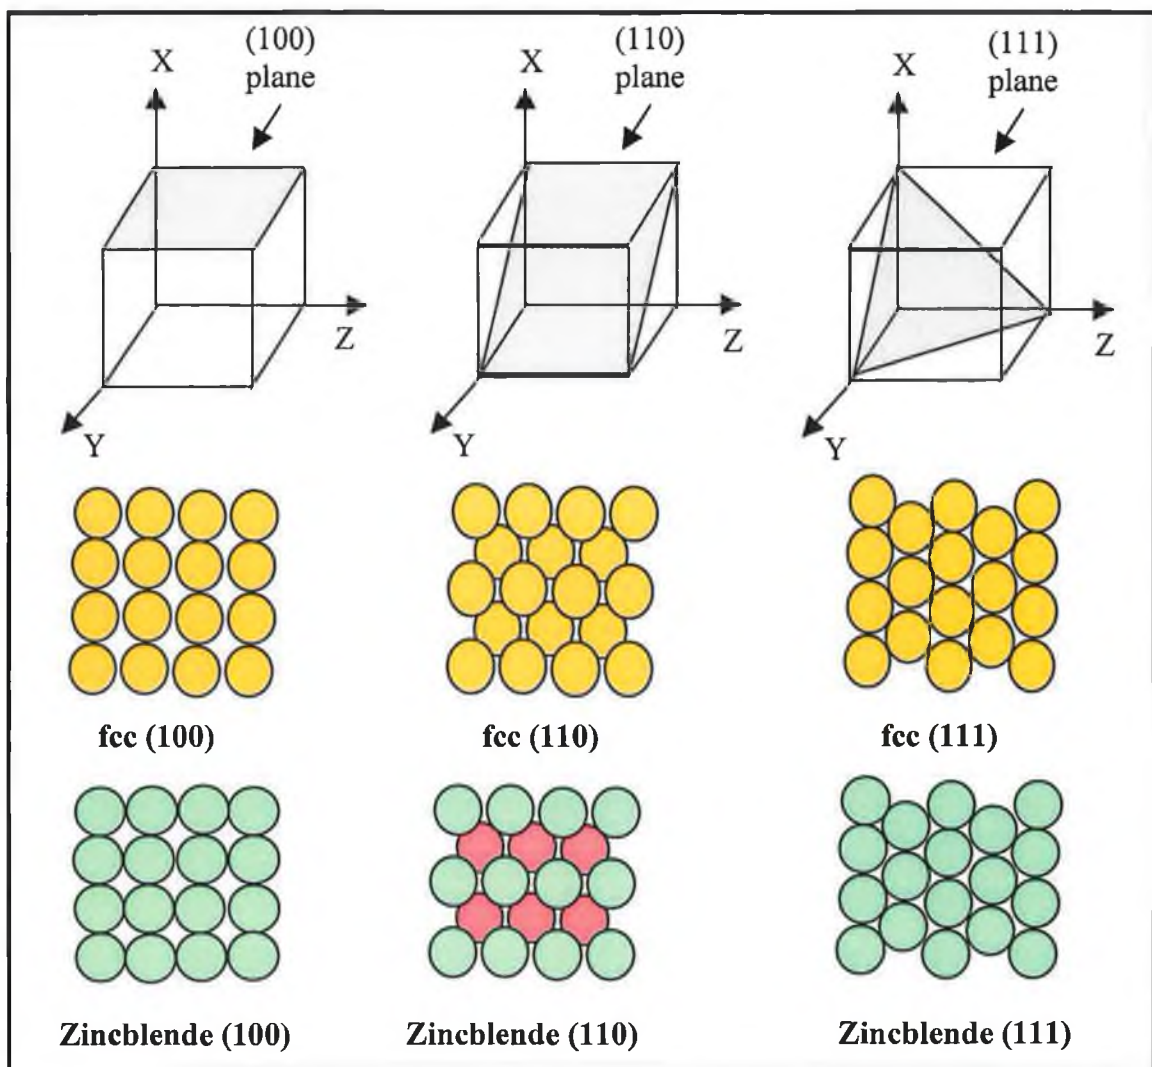 (100)
plane
X
Z
Y
(110)
plane
X
Z
Y
(111)
plane
X
Z
Y
fcc (100)
fcc (110)
fcc (111)
Zincblende (100)
Zincblende (110)
Zincblende (111)